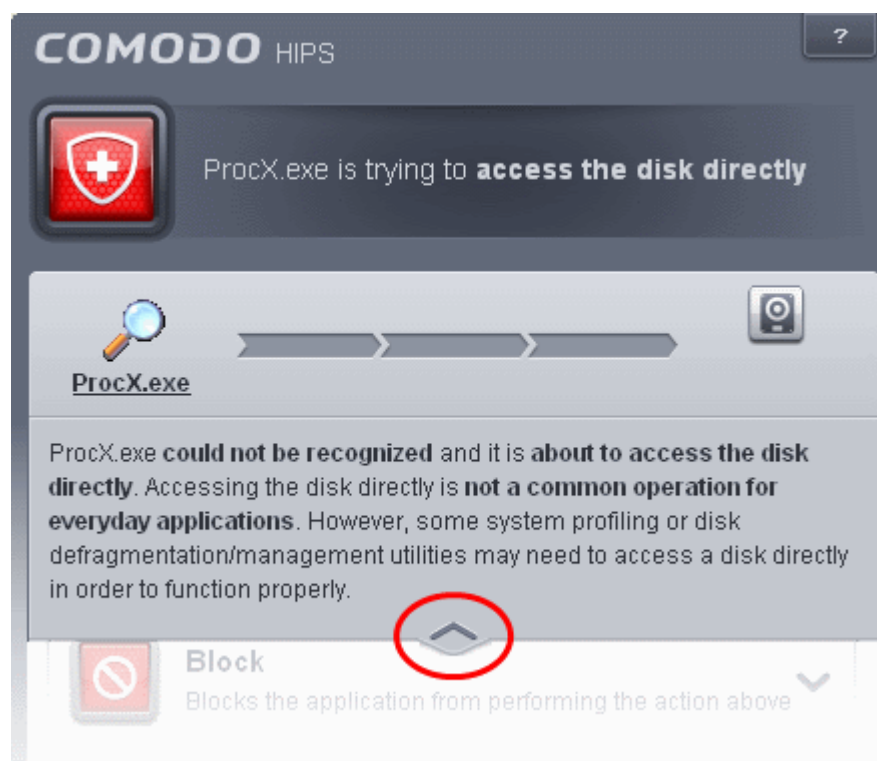 COMODO HIPS
?
ProcX.exe is trying to access the disk directly
ProcX.exe
ProcX.exe could not be recognized and it is about to access the disk
directly. Accessing the disk directly is not a common operation for
everyday applications. However, some system profiling or disk
defragmentation/management utilities may need to access a disk directly
in order to function properly.
Block
Blocks the application from performing the action above